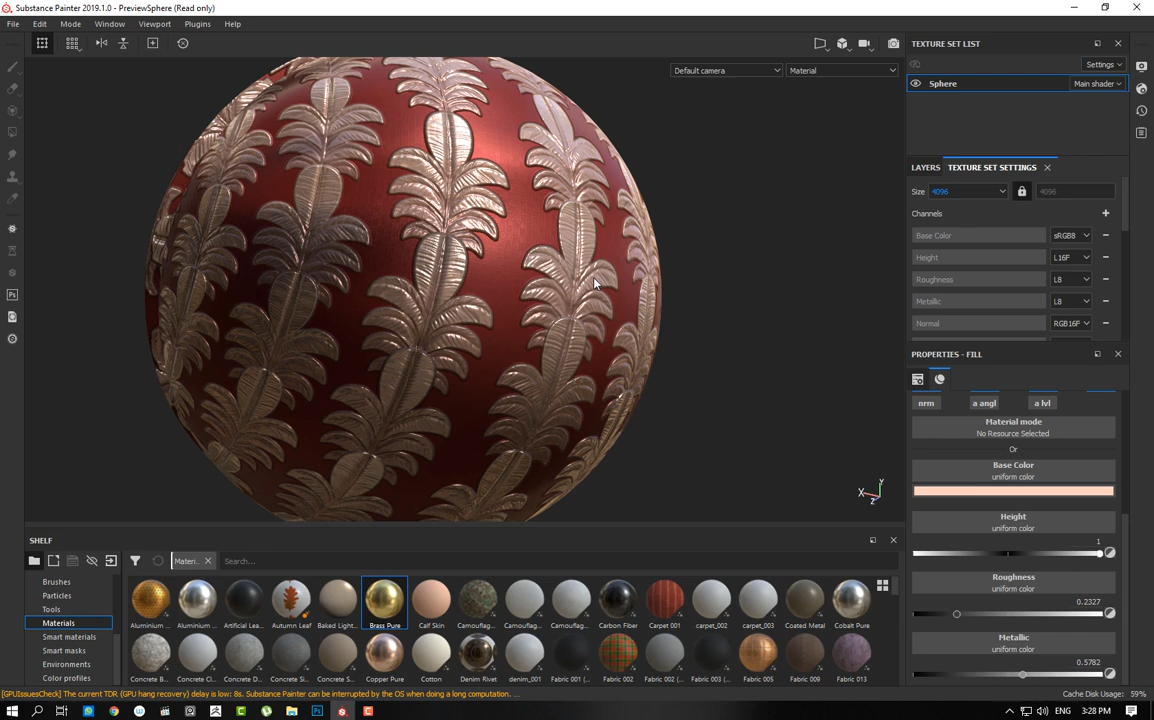 Substance Painter 2019.1.0 - PreviewSphere (Read only)
File Edit Mode Window Viewport Plugins Help
Default camera Material
TEXTURE SET LIST
Settings
Sphere Main shader
LAYERS TEXTURE SET SETTINGS
Size 4096 4096
Channels
Base Color sRGB8
Height L16F
Roughness L8
Metallic L8
Normal RGB16F
PROPERTIES - FILL
nrm a angl a lvl
Material mode
No Resource Selected
Or
Base Color
uniform color
Height
uniform color
1
Roughness
uniform color
0.2327
Metallic
uniform color
0.5782
X Y Z
SHELF
Materi... Search...
Brushes
Particles
Tools
Materials
Smart materials
Smart masks
Environments
Color profiles
Aluminium ... Aluminium ... Artificial Lea... Autumn Leaf Baked Light... Brass Pure Calf Skin Camouflag... Camouflag... Camouflag... Carbon Fiber Carpet 001 carpet_002 carpet_003 Coated Metal Cobalt Pure
Concrete B... Concrete Cl... Concrete D... Concrete Si... Concrete S... Copper Pure Cotton Denim Rivet denim_001 Fabric 001 ( Fabric 002 Fabric 002 ( Fabric 003 ( Fabric 005 Fabric 009 Fabric 013
[GPUIssuesCheck] The current TDR (GPU hang recovery) delay is low: 8s. Substance Painter can be interrupted by the OS when doing a long computation. ...
Cache Disk Usage: 59%
Ps
ENG 3:28 PM